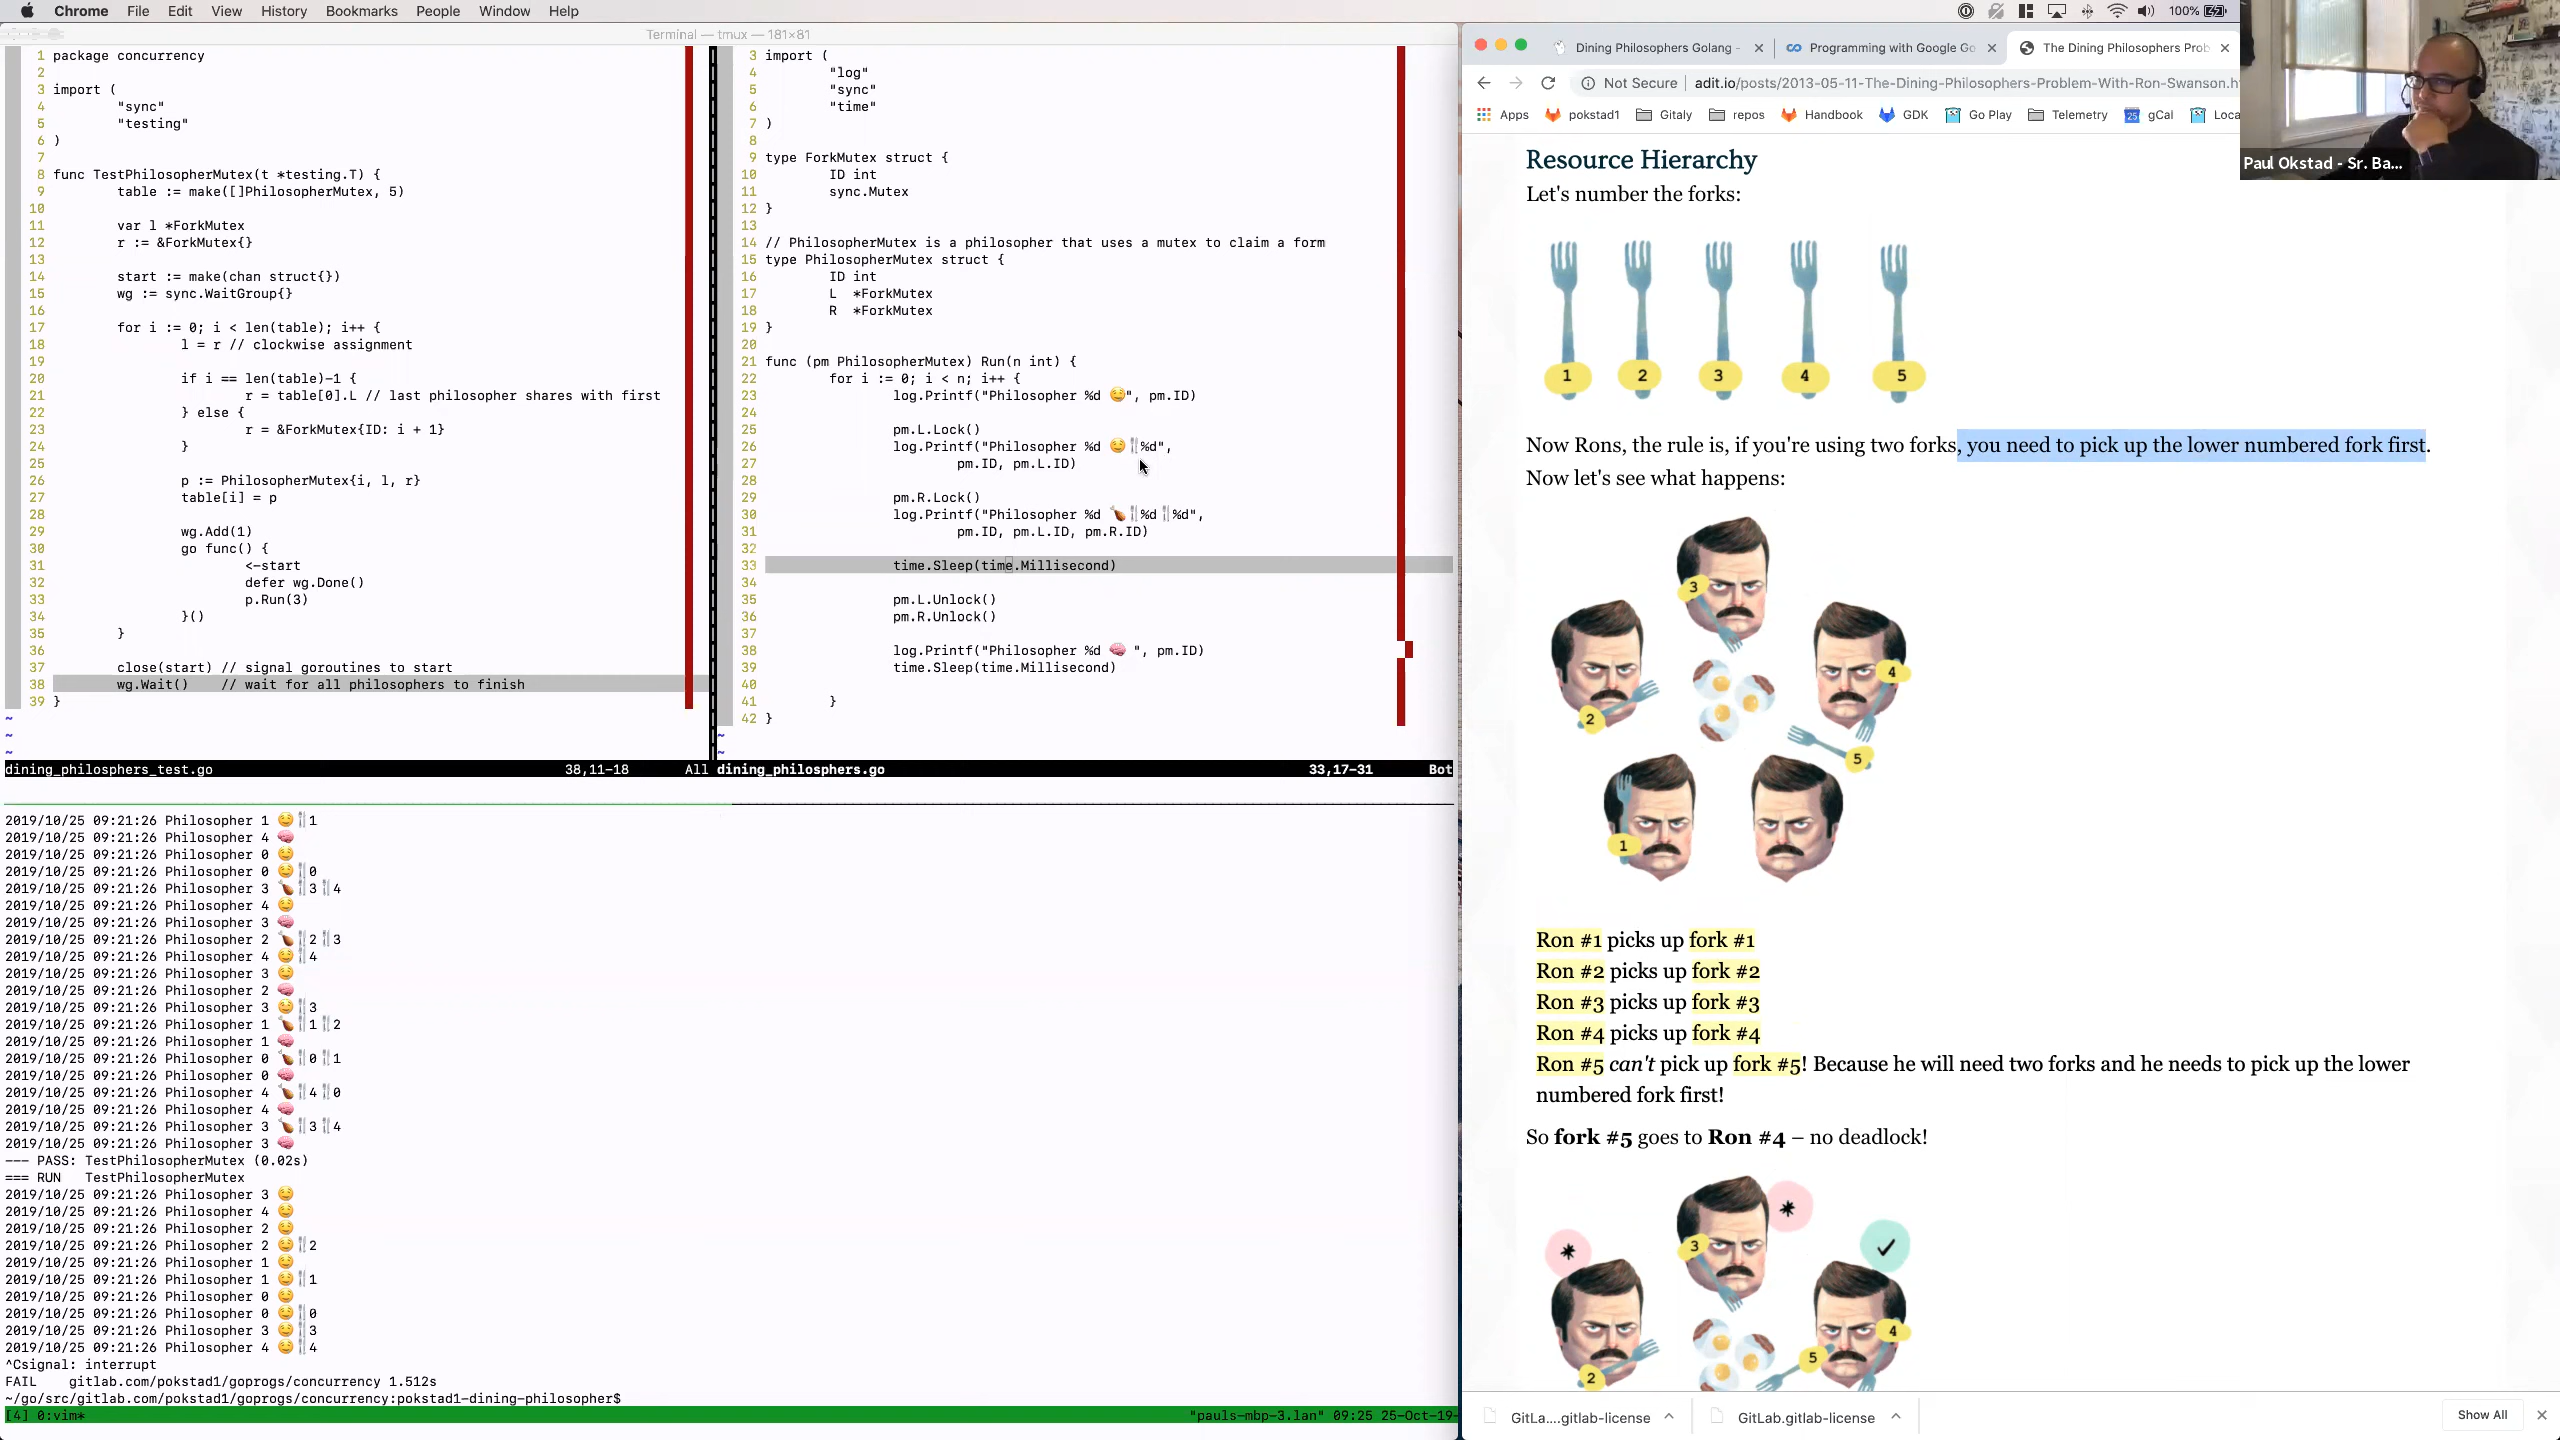 Chrome File Edit View History Bookmarks People Window Help 100%
Terminal — tmux — 181×81
1 package concurrency
2
3 import (
4 "sync"
5 "testing"
6 )
7
8 func TestPhilosopherMutex(t *testing.T) {
9 table := make([]PhilosopherMutex, 5)
10
11 var l *ForkMutex
12 r := &ForkMutex{}
13
14 start := make(chan struct{})
15 wg := sync.WaitGroup{}
16
17 for i := 0; i < len(table); i++ {
18 l = r // clockwise assignment
19
20 if i == len(table)-1 {
21 r = table[0].L // last philosopher shares with first
22 } else {
23 r = &ForkMutex{ID: i + 1}
24 }
25
26 p := PhilosopherMutex{i, l, r}
27 table[i] = p
28
29 wg.Add(1)
30 go func() {
31 <-start
32 defer wg.Done()
33 p.Run(3)
34 }()
35 }
36
37 close(start) // signal goroutines to start
38 wg.Wait() // wait for all philosophers to finish
39 }
~
~
~
dining_philosphers_test.go 38,11-18 All
3 import (
4 "log"
5 "sync"
6 "time"
7 )
8
9 type ForkMutex struct {
10 ID int
11 sync.Mutex
12 }
13
14 // PhilosopherMutex is a philosopher that uses a mutex to claim a form
15 type PhilosopherMutex struct {
16 ID int
17 L *ForkMutex
18 R *ForkMutex
19 }
20
21 func (pm PhilosopherMutex) Run(n int) {
22 for i := 0; i < n; i++ {
23 log.Printf("Philosopher %d 😋", pm.ID)
24
25 pm.L.Lock()
26 log.Printf("Philosopher %d 😋🍴%d",
27 pm.ID, pm.L.ID)
28
29 pm.R.Lock()
30 log.Printf("Philosopher %d 🍗🍴%d🍴%d",
31 pm.ID, pm.L.ID, pm.R.ID)
32
33 time.Sleep(time.Millisecond)
34
35 pm.L.Unlock()
36 pm.R.Unlock()
37
38 log.Printf("Philosopher %d 🧠 ", pm.ID)
39 time.Sleep(time.Millisecond)
40
41 }
42 }
~
~
dining_philosphers.go 33,17-31 Bot
2019/10/25 09:21:26 Philosopher 1 😋🍴1
2019/10/25 09:21:26 Philosopher 4 🧠
2019/10/25 09:21:26 Philosopher 0 😋
2019/10/25 09:21:26 Philosopher 0 😋🍴0
2019/10/25 09:21:26 Philosopher 3 🍗🍴3🍴4
2019/10/25 09:21:26 Philosopher 4 😋
2019/10/25 09:21:26 Philosopher 3 🧠
2019/10/25 09:21:26 Philosopher 2 🍗🍴2🍴3
2019/10/25 09:21:26 Philosopher 4 😋🍴4
2019/10/25 09:21:26 Philosopher 3 😋
2019/10/25 09:21:26 Philosopher 2 🧠
2019/10/25 09:21:26 Philosopher 3 😋🍴3
2019/10/25 09:21:26 Philosopher 1 🍗🍴1🍴2
2019/10/25 09:21:26 Philosopher 1 🧠
2019/10/25 09:21:26 Philosopher 0 🍗🍴0🍴1
2019/10/25 09:21:26 Philosopher 0 🧠
2019/10/25 09:21:26 Philosopher 4 🍗🍴4🍴0
2019/10/25 09:21:26 Philosopher 4 🧠
2019/10/25 09:21:26 Philosopher 3 🍗🍴3🍴4
2019/10/25 09:21:26 Philosopher 3 🧠
--- PASS: TestPhilosopherMutex (0.02s)
=== RUN TestPhilosopherMutex
2019/10/25 09:21:26 Philosopher 3 😋
2019/10/25 09:21:26 Philosopher 4 😋
2019/10/25 09:21:26 Philosopher 2 😋
2019/10/25 09:21:26 Philosopher 2 😋🍴2
2019/10/25 09:21:26 Philosopher 1 😋
2019/10/25 09:21:26 Philosopher 1 😋🍴1
2019/10/25 09:21:26 Philosopher 0 😋
2019/10/25 09:21:26 Philosopher 0 😋🍴0
2019/10/25 09:21:26 Philosopher 3 😋🍴3
2019/10/25 09:21:26 Philosopher 4 😋🍴4
^Csignal: interrupt
FAIL gitlab.com/pokstad1/goprogs/concurrency 1.512s
~/go/src/gitlab.com/pokstad1/goprogs/concurrency:pokstad1-dining-philosopher$
[4] 0:vim* "pauls-mbp-3.lan" 09:25 25-Oct-19
Dining Philosophers Golang - Programming with Google Go The Dining Philosophers Prob
Not Secure adit.io/posts/2013-05-11-The-Dining-Philosophers-Problem-With-Ron-Swanson.h
Apps pokstad1 Gitaly repos Handbook GDK Go Play Telemetry 25 gCal Loca
Paul Okstad - Sr. Ba...
Resource Hierarchy
Let's number the forks:
1 2 3 4 5
Now Rons, the rule is, if you're using two forks, you need to pick up the lower numbered fork first.
Now let's see what happens:
3
4
2
5
1
Ron #1 picks up fork #1
Ron #2 picks up fork #2
Ron #3 picks up fork #3
Ron #4 picks up fork #4
Ron #5 can't pick up fork #5! Because he will need two forks and he needs to pick up the lower
numbered fork first!
So fork #5 goes to Ron #4 – no deadlock!
*
*
✓
3
4
5
2
GitLa....gitlab-license GitLab.gitlab-license Show All